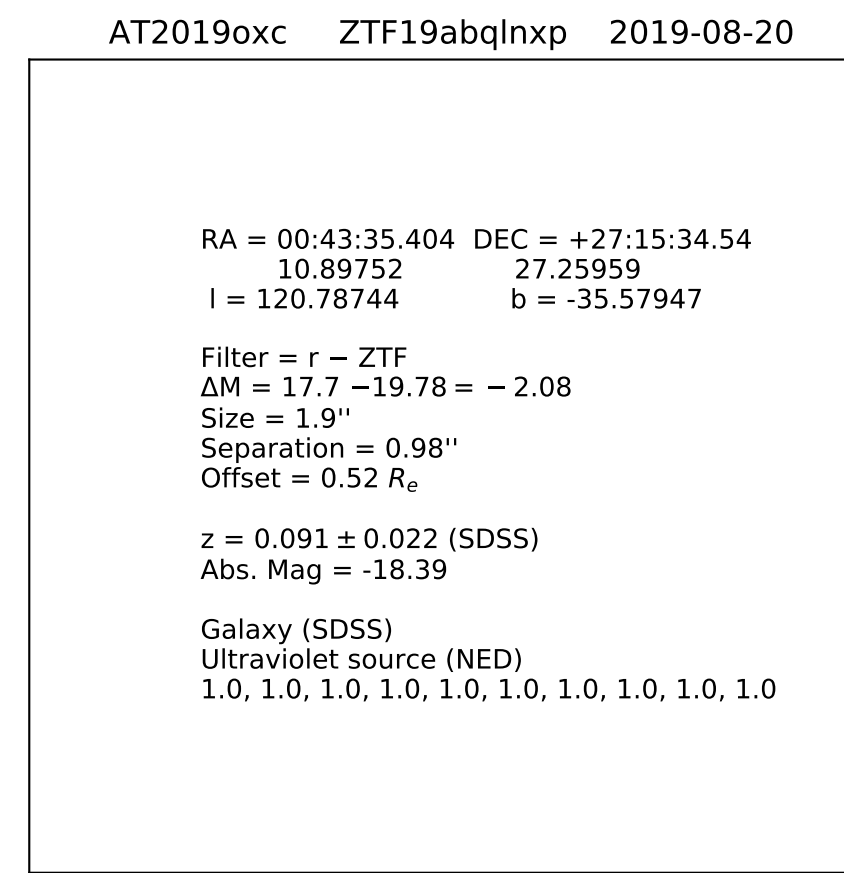 AT2019oxc ZTF19abqlnxp 2019-08-20
RA = 00:43:35.404 DEC = +27:15:34.54
10.89752 27.25959
l = 120.78744 b = -35.57947
Filter = r − ZTF
ΔM = 17.7 −19.78 = − 2.08
Size = 1.9''
Separation = 0.98''
Offset = 0.52 Re
z = 0.091 ± 0.022 (SDSS)
Abs. Mag = -18.39
Galaxy (SDSS)
Ultraviolet source (NED)
1.0, 1.0, 1.0, 1.0, 1.0, 1.0, 1.0, 1.0, 1.0, 1.0